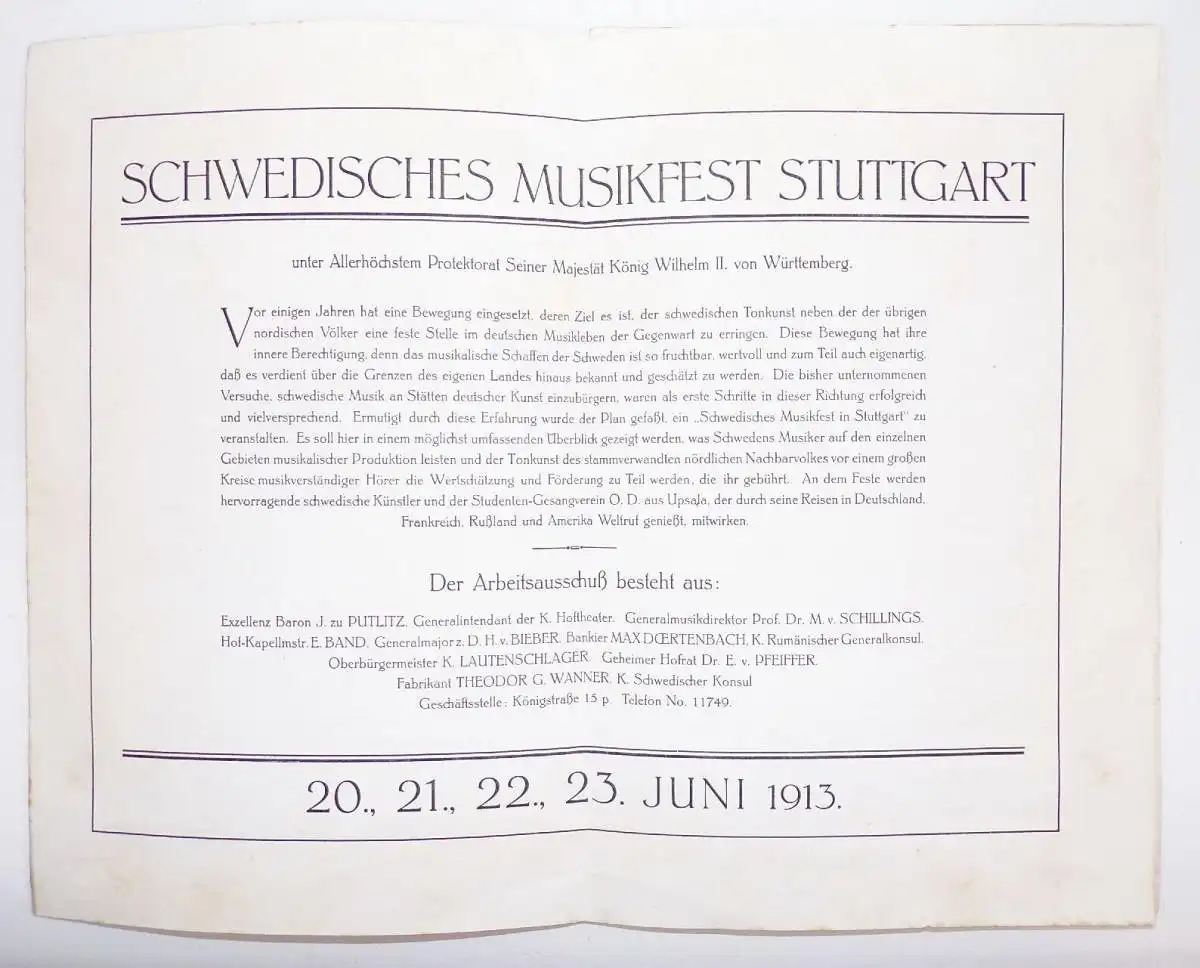 SCHWEDISCHES MUSIKFEST STUTTGART
unter Allerhöchstem Protektorat Seiner Majestät König Wilhelm II. von Württemberg.
Vor einigen Jahren hat eine Bewegung eingesetzt, deren Ziel es ist, der schwedischen Tonkunst neben der der übrigen
nordischen Völker eine feste Stelle im deutschen Musikleben der Gegenwart zu erringen. Diese Bewegung hat ihre
innere Berechtigung, denn das musikalische Schaffen der Schweden ist so fruchtbar, wertvoll und zum Teil auch eigenartig,
daß es verdient über die Grenzen des eigenen Landes hinaus bekannt und geschätzt zu werden. Die bisher unternommenen
Versuche, schwedische Musik an Stätten deutscher Kunst einzubürgern, waren als erste Schritte in dieser Richtung erfolgreich
und vielversprechend. Ermutigt durch diese Erfahrung wurde der Plan gefaßt, ein „Schwedisches Musikfest in Stuttgart“ zu
veranstalten. Es soll hier in einem möglichst umfassenden Überblick gezeigt werden, was Schwedens Musiker auf den einzelnen
Gebieten musikalischer Produktion leisten und der Tonkunst des stammverwandten nördlichen Nachbarvolkes vor einem großen
Kreise musikverständiger Hörer die Wertschätzung und Förderung zu Teil werden, die ihr gebührt. An dem Feste werden
hervorragende schwedische Künstler und der Studenten-Gesangverein O. D. aus Upsala, der durch seine Reisen in Deutschland,
Frankreich, Rußland und Amerika Weltruf genießt, mitwirken.
Der Arbeitsausschuß besteht aus:
Exzellenz Baron J. zu PUTLITZ, Generalintendant der K. Hoftheater. Generalmusikdirektor Prof. Dr. M. v. SCHILLINGS.
Hof-Kapellmstr. E. BAND, Generalmajor z. D. H. v. BIEBER, Bankier MAX DŒRTENBACH, K. Rumänischer Generalkonsul.
Oberbürgermeister K. LAUTENSCHLAGER. Geheimer Hofrat Dr. E. v. PFEIFFER.
Fabrikant THEODOR G. WANNER, K. Schwedischer Konsul
Geschäftsstelle: Königstraße 15 p. Telefon No. 11749.
20., 21., 22., 23. JUNI 1913.